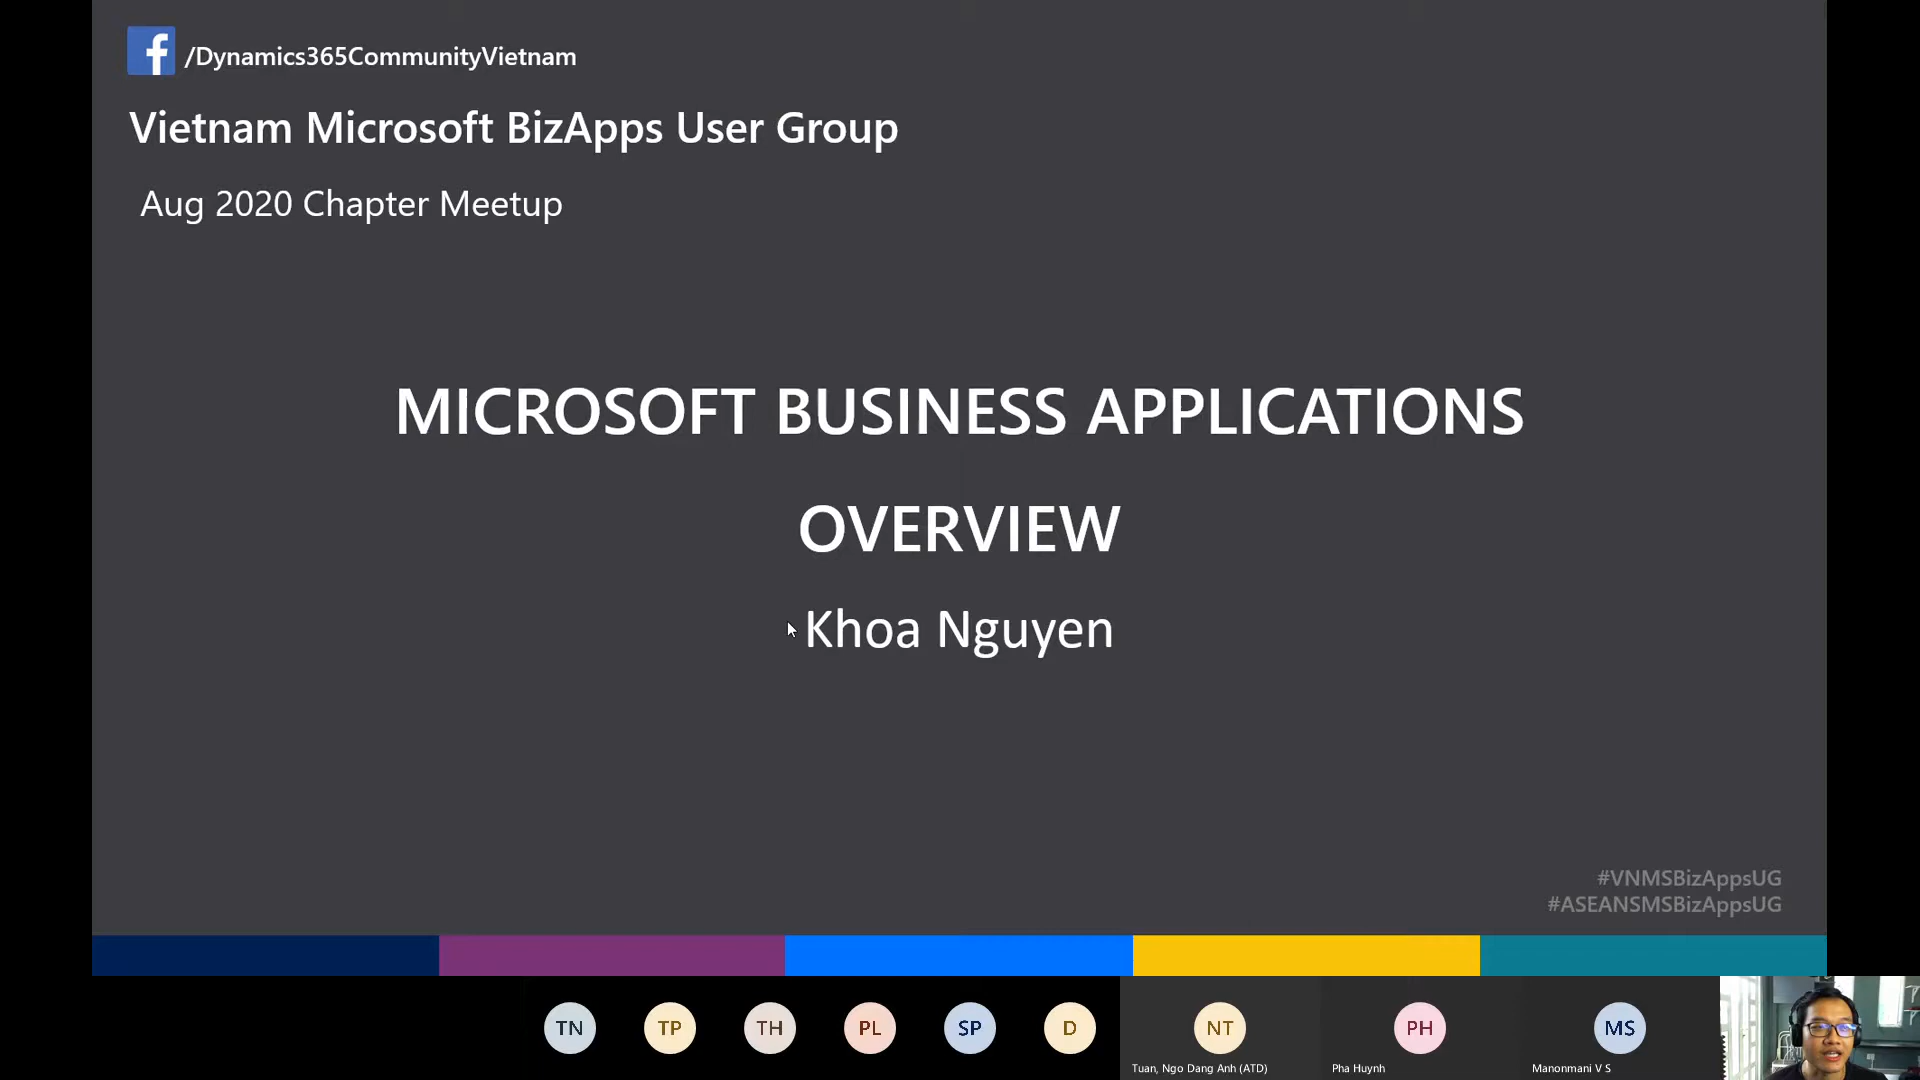 /Dynamics365CommunityVietnam
Vietnam Microsoft BizApps User Group
Aug 2020 Chapter Meetup
MICROSOFT BUSINESS APPLICATIONS
OVERVIEW
Khoa Nguyen
#VNMSBizAppsUG
#ASEANSMSBizAppsUG
TN TP TH PL SP D NT PH MS
Tuan, Ngo Dang Anh (ATD) Pha Huynh Manonmani V S